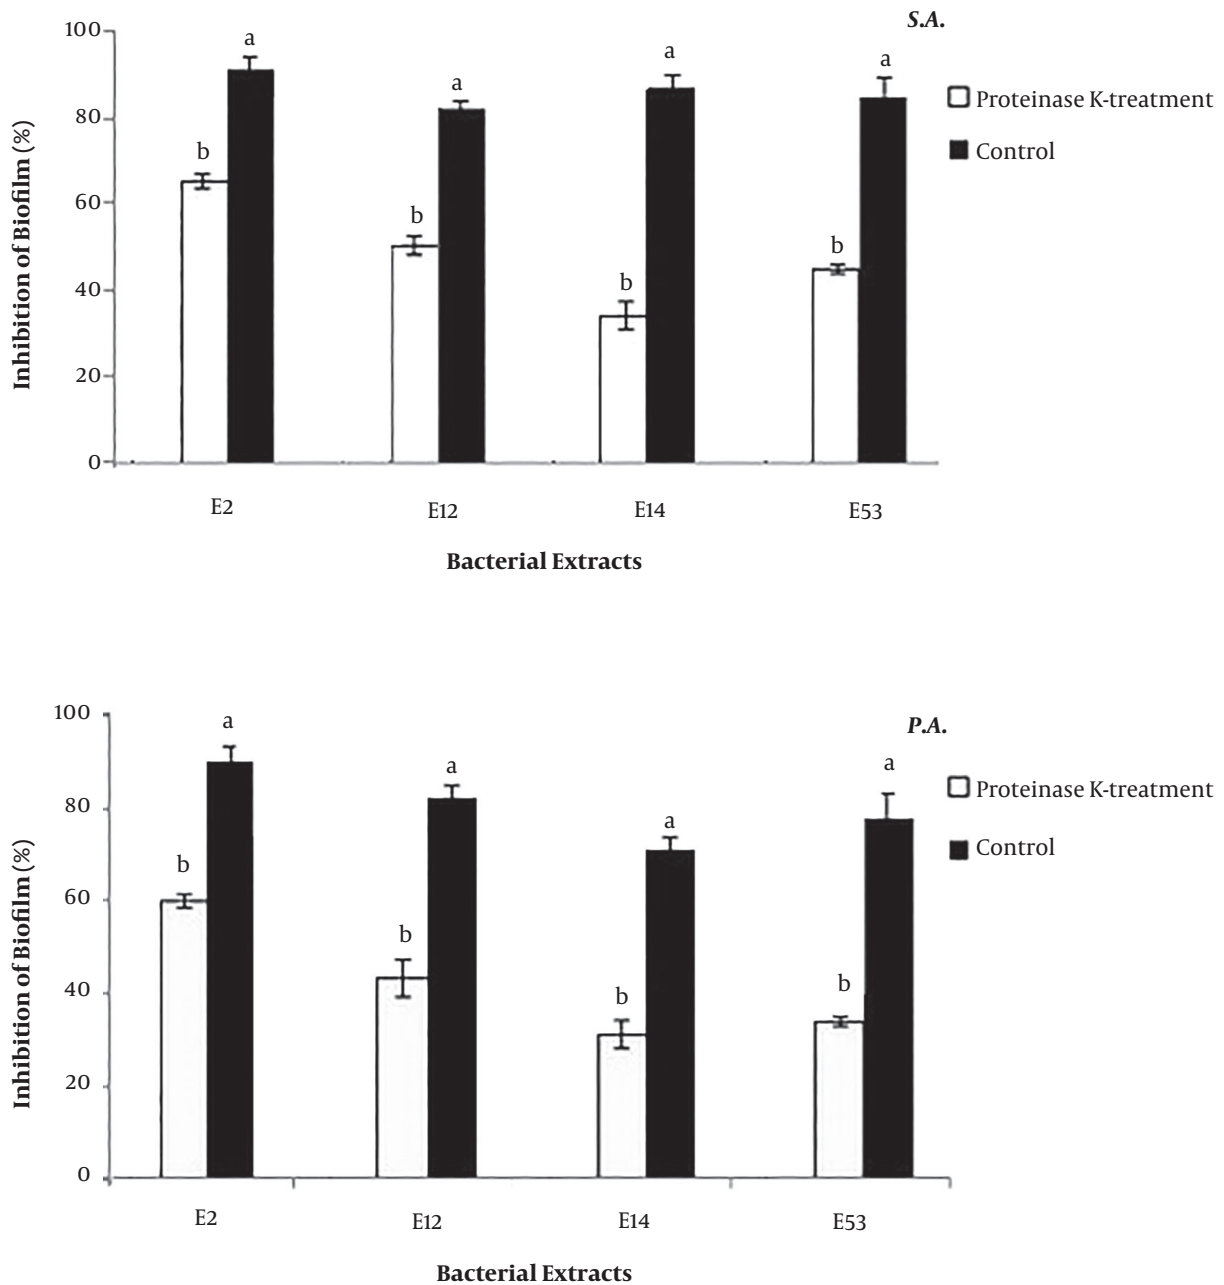 S.A.
100
80
60
40
20
0
Inhibition of Biofilm (%)
b a b a b a b a
Proteinase K-treatment
Control
E2 E12 E14 E53
Bacterial Extracts
P.A.
100
80
60
40
20
0
Inhibition of Biofilm (%)
b a b a b a b a
Proteinase K-treatment
Control
E2 E12 E14 E53
Bacterial Extracts